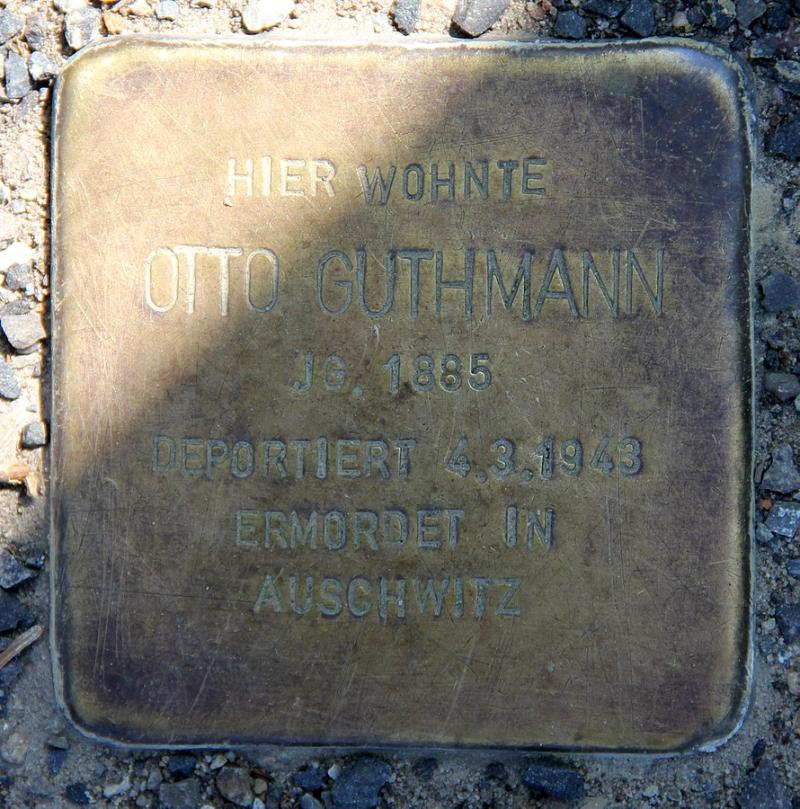 HIER WOHNTE
OTTO GUTHMANN
JG. 1885
DEPORTIERT 4.3.1943
ERMORDET IN
AUSCHWITZ